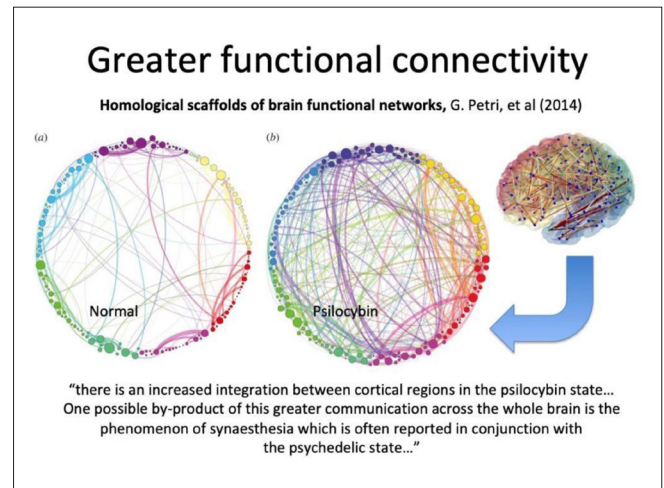 Greater functional connectivity
Homological scaffolds of brain functional networks, G. Petri, et al (2014)
(a)
(b)
Normal
Psilocybin
“there is an increased integration between cortical regions in the psilocybin state...
One possible by-product of this greater communication across the whole brain is the
phenomenon of synaesthesia which is often reported in conjunction with
the psychedelic state...”